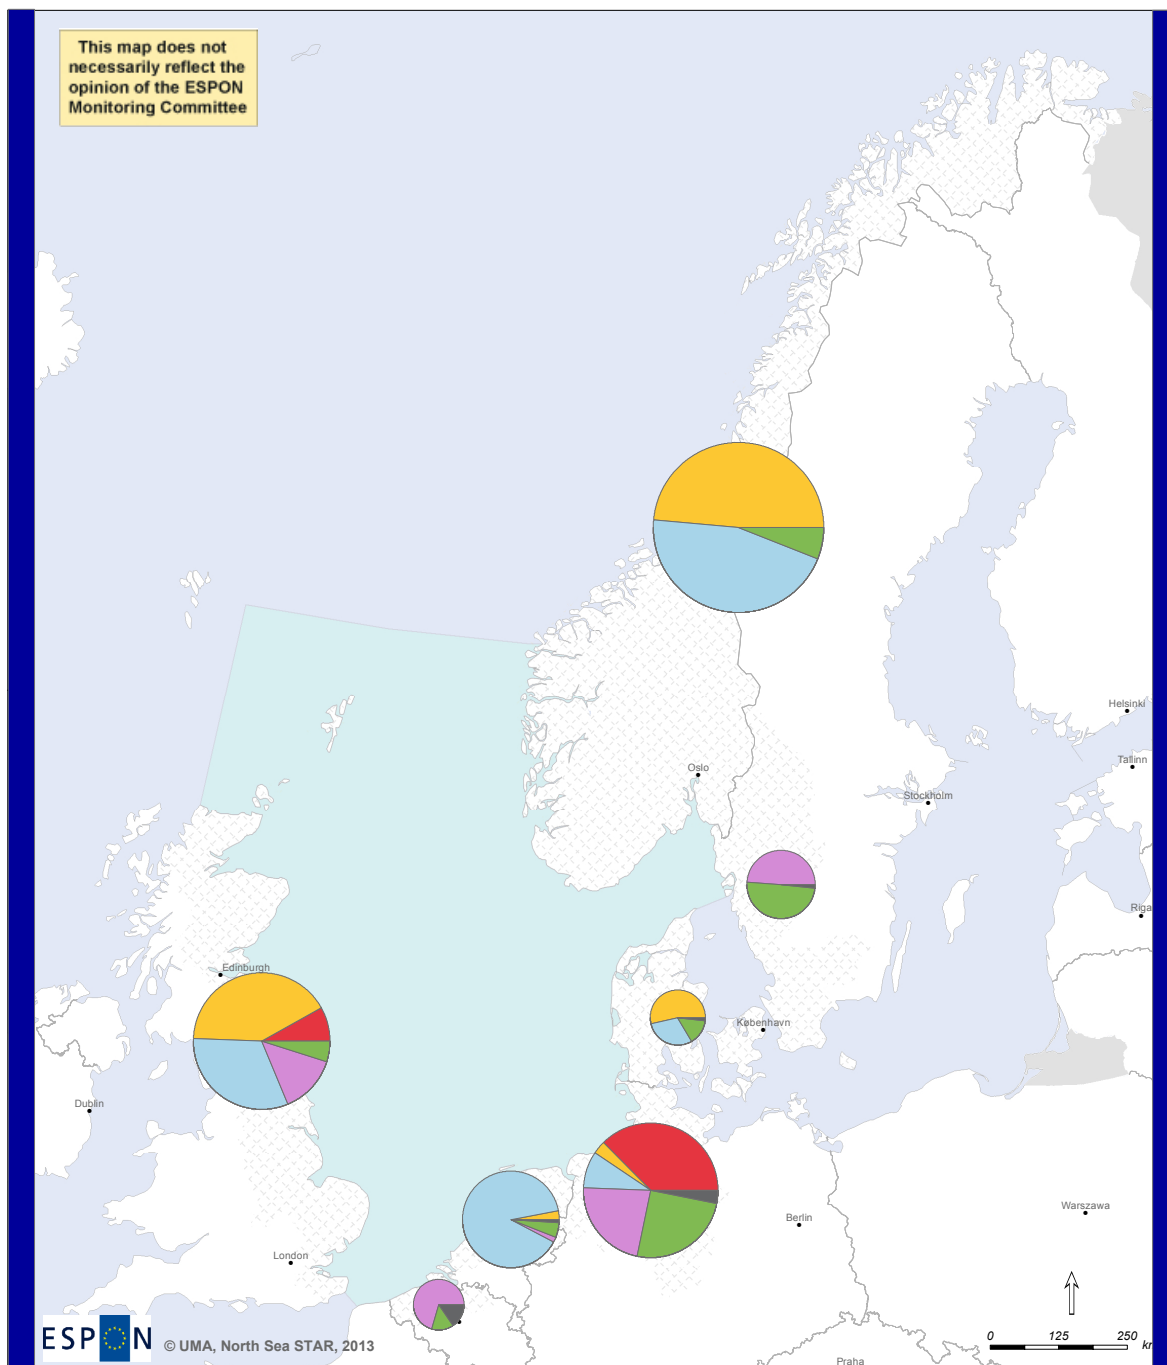 This map does not
necessarily reflect the
opinion of the ESPON
Monitoring Committee
Helsinki
Tallinn
Oslo
Stockholm
Riga
Edinburgh
København
Dublin
Warszawa
Berlin
London
ESPON
© UMA, North Sea STAR, 2013
0 125 250
Praha